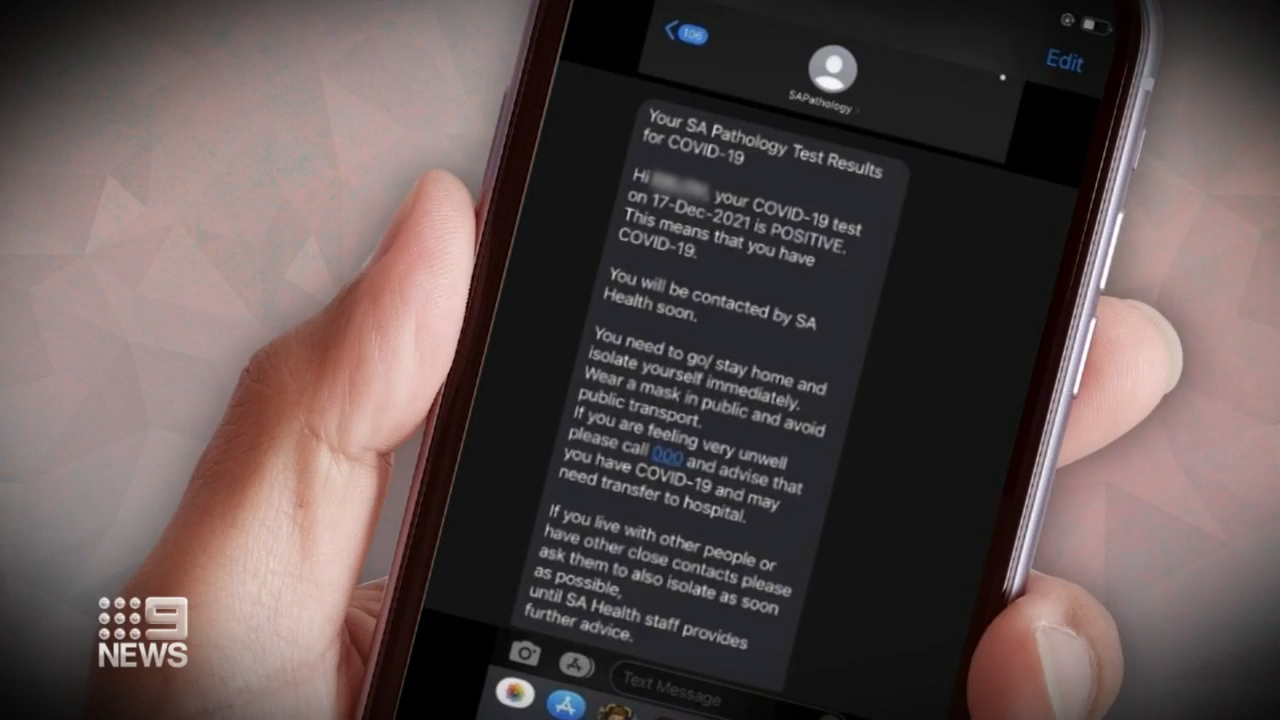 106
Edit
SAPathology
Your SA Pathology Test Results
for COVID-19
Hi
your COVID-19 test
on 17-Dec-2021 is POSITIVE.
This means that you have
COVID-19.
You will be contacted by SA
Health soon.
You need to go/ stay home and
isolate yourself immediately.
Wear a mask in public and avoid
public transport.
If you are feeling very unwell
please call 000 and advise that
you have COVID-19 and may
need transfer to hospital.
If you live with other people or
have other close contacts please
ask them to also isolate as soon
as possible,
until SA Health staff provides
further advice.
Text Message
9
NEWS